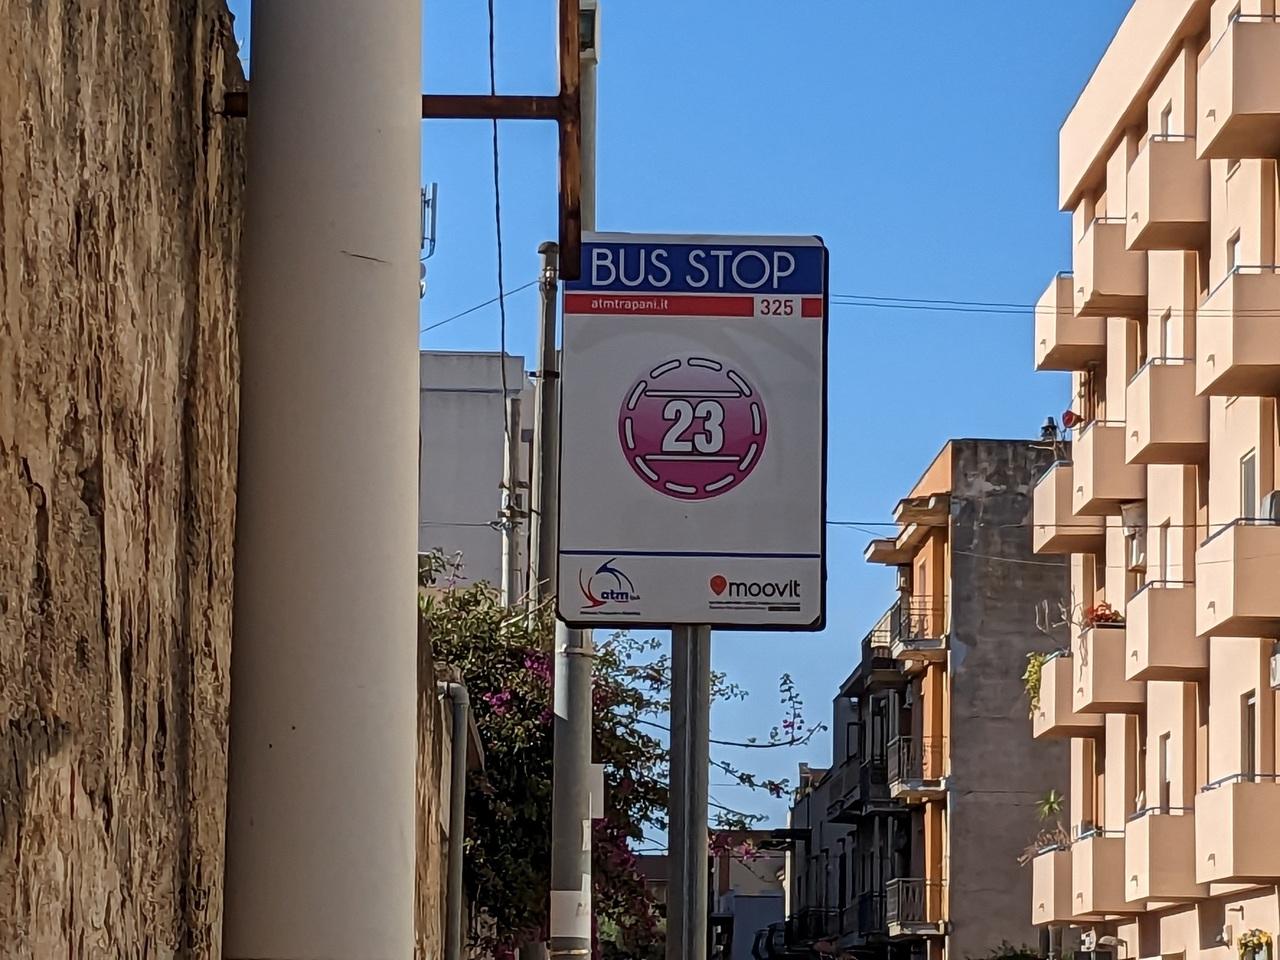 BUS STOP
atmtrapani.it 325
23
atm
moovit